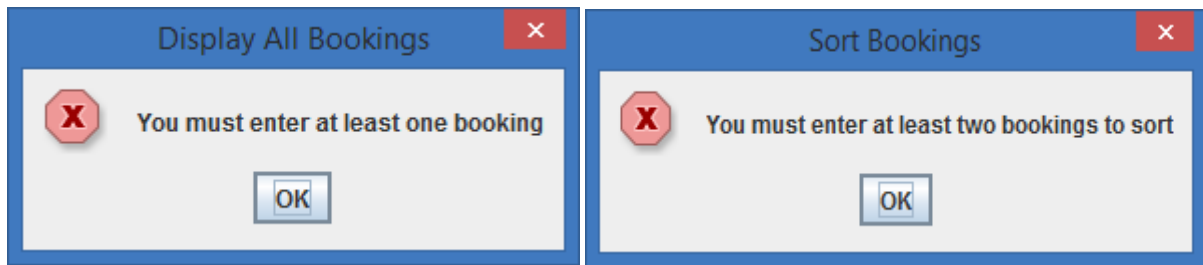 Display All Bookings
You must enter at least one booking
OK
Sort Bookings
You must enter at least two bookings to sort
OK